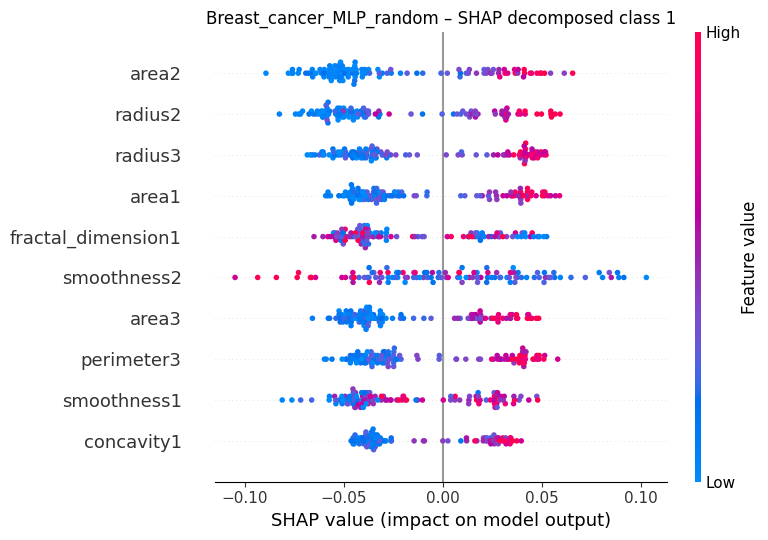 Breast_cancer_MLP_random – SHAP decomposed class 1
High
area2
radius2
radius3
area1
fractal_dimension1
smoothness2
area3
perimeter3
smoothness1
concavity1
Feature value
Low
−0.10 −0.05 0.00 0.05 0.10
SHAP value (impact on model output)